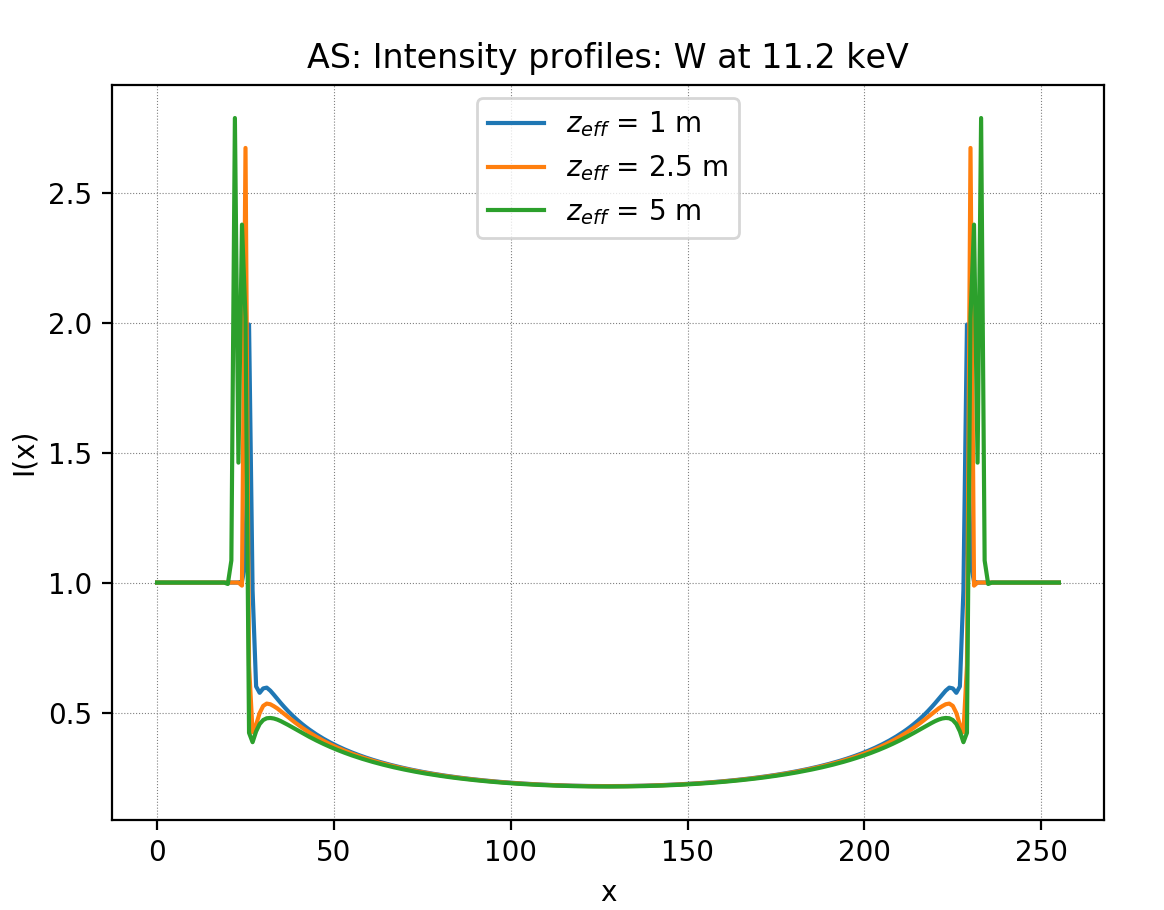 AS: Intensity profiles: W at 11.2 keV
z_eff = 1 m
z_eff = 2.5 m
z_eff = 5 m
I(x)
2.5
2.0
1.5
1.0
0.5
0 50 100 150 200 250
x